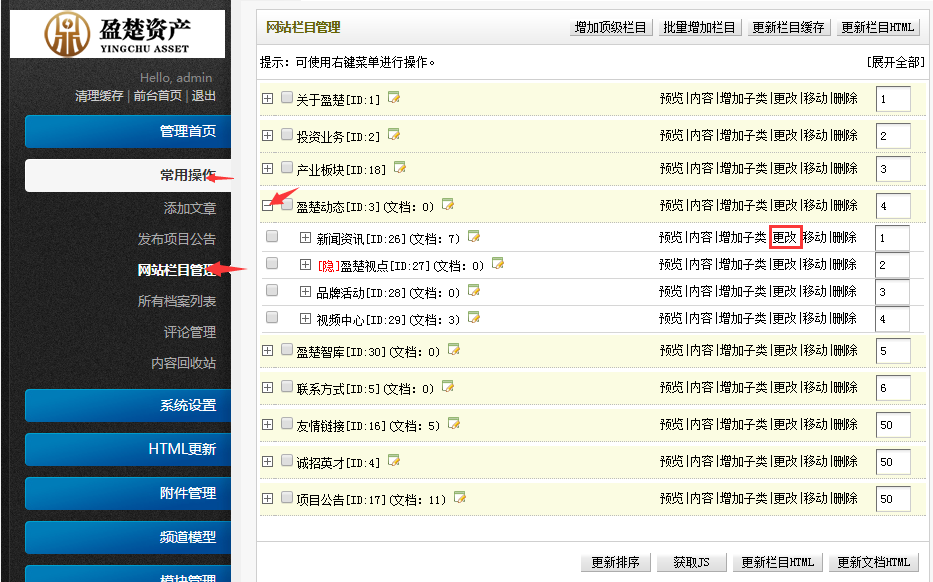 盈楚资产
YINGCHU ASSET
Hello, admin
清理缓存 | 前台首页 | 退出
管理首页
常用操作
添加文章
发布项目公告
网站栏目管理
所有档案列表
评论管理
内容回收站
系统设置
HTML更新
附件管理
频道模型
模块管理
网站栏目管理 增加顶级栏目 批量增加栏目 更新栏目缓存 更新栏目HTML
提示：可使用右键菜单进行操作。 [展开全部]
关于盈楚[ID:1] 预览|内容|增加子类|更改|移动|删除 1
投资业务[ID:2] 预览|内容|增加子类|更改|移动|删除 2
产业板块[ID:18] 预览|内容|增加子类|更改|移动|删除 3
盈楚动态[ID:3](文档：0) 预览|内容|增加子类|更改|移动|删除 4
新闻资讯[ID:26](文档：7) 预览|内容|增加子类|更改|移动|删除 1
[隐]盈楚视点[ID:27](文档：0) 预览|内容|增加子类|更改|移动|删除 2
品牌活动[ID:28](文档：0) 预览|内容|增加子类|更改|移动|删除 3
视频中心[ID:29](文档：3) 预览|内容|增加子类|更改|移动|删除 4
盈楚智库[ID:30](文档：0) 预览|内容|增加子类|更改|移动|删除 5
联系方式[ID:5](文档：0) 预览|内容|增加子类|更改|移动|删除 6
友情链接[ID:16](文档：5) 预览|内容|增加子类|更改|移动|删除 50
诚招英才[ID:4] 预览|内容|增加子类|更改|移动|删除 50
项目公告[ID:17](文档：11) 预览|内容|增加子类|更改|移动|删除 50
更新排序 获取JS 更新栏目HTML 更新文档HTML